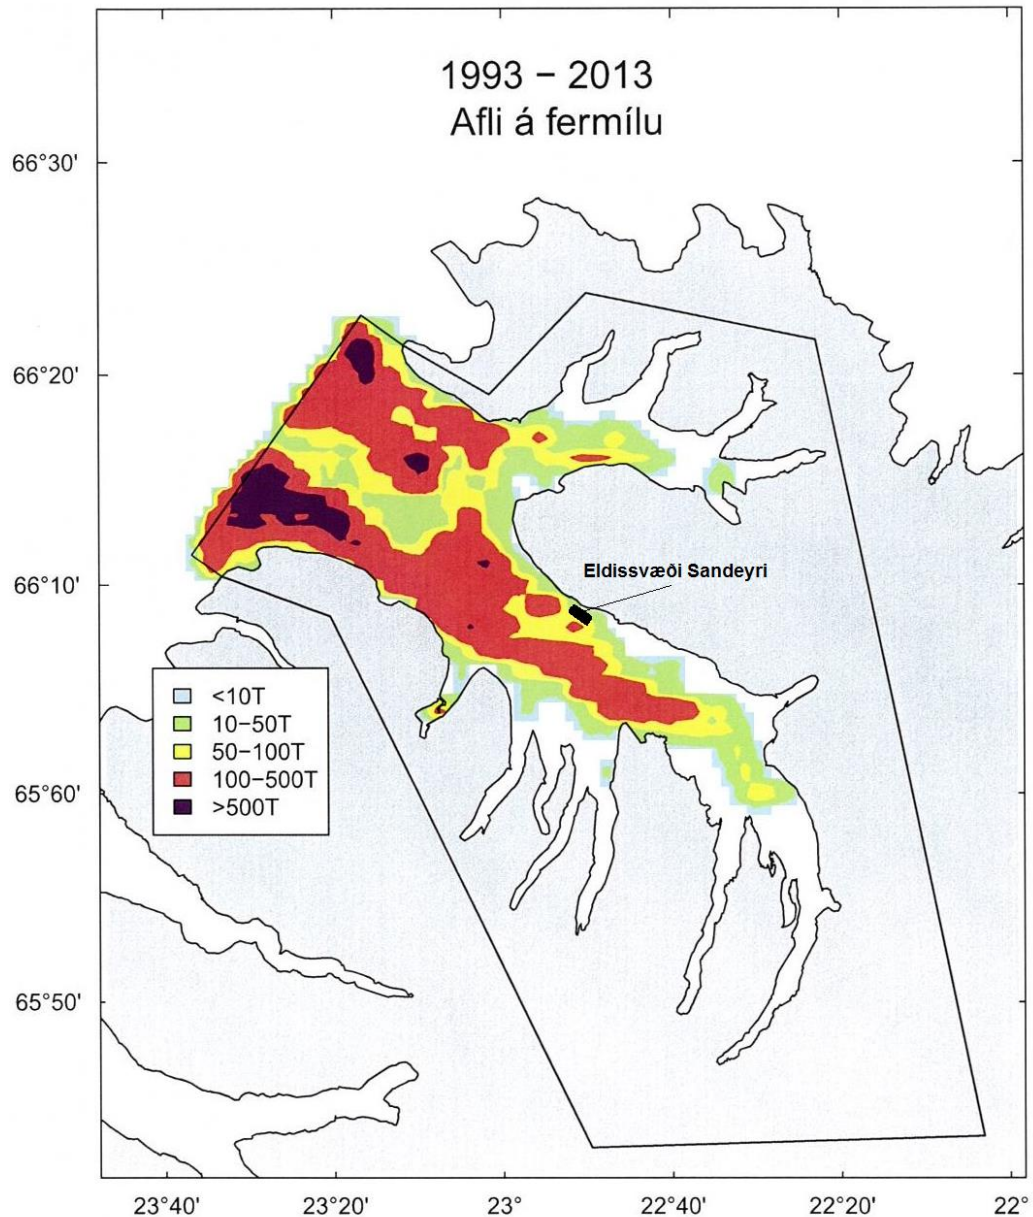 1993 – 2013
Afli á fermílu
66°30'
66°20'
66°10'
Eldissvæði Sandeyri
<10T
10–50T
50–100T
100–500T
>500T
65°60'
65°50'
23°40'
23°20'
23°
22°40'
22°20'
22°